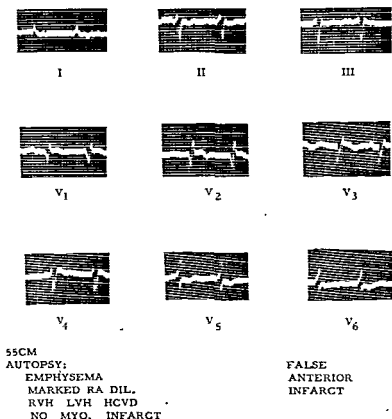 I II III
V1 V2 V3
V4 V5 V6
55CM
AUTOPSY:
EMPHYSEMA
MARKED RA DIL.
RVH LVH HCVD
NO MYO. INFARCT
FALSE
ANTERIOR
INFARCT